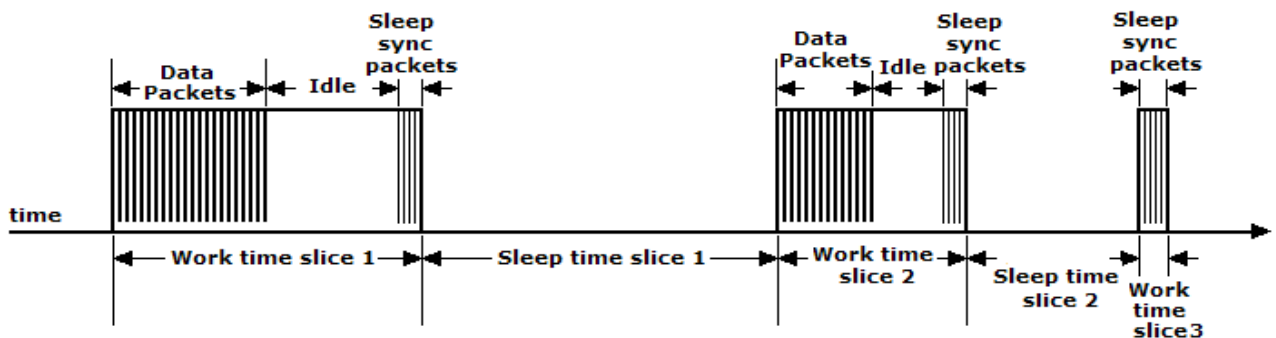 Data
Packets
Idle
Sleep
sync
packets
Data
Packets
Idle
Sleep
sync
packets
Sleep
sync
packets
time
Work time slice 1
Sleep time slice 1
Work time
slice 2
Sleep time
slice 2
Work
time
slice3